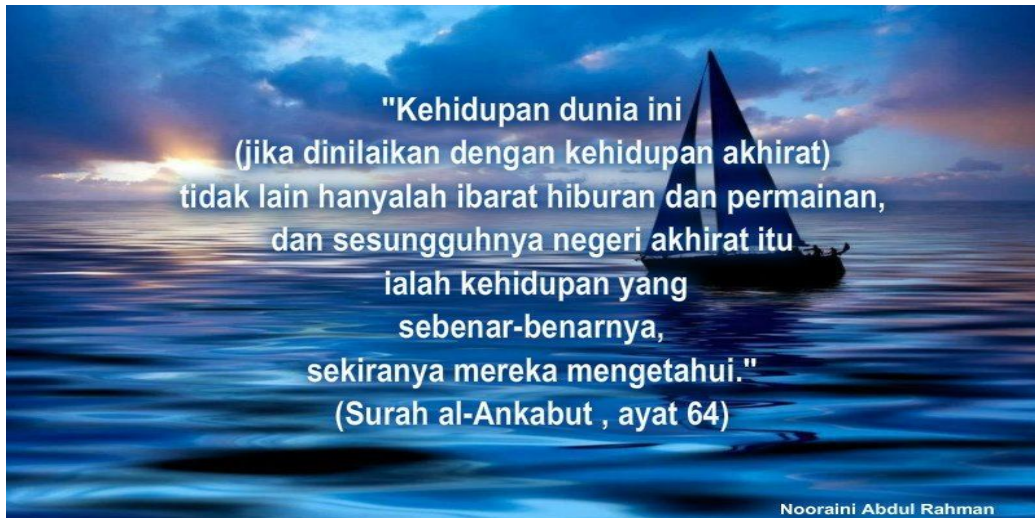 "Kehidupan dunia ini
(jika dinilaikan dengan kehidupan akhirat)
tidak lain hanyalah ibarat hiburan dan permainan,
dan sesungguhnya negeri akhirat itu
ialah kehidupan yang
sebenar-benarnya,
sekiranya mereka mengetahui."
(Surah al-Ankabut , ayat 64)
Nooraini Abdul Rahman